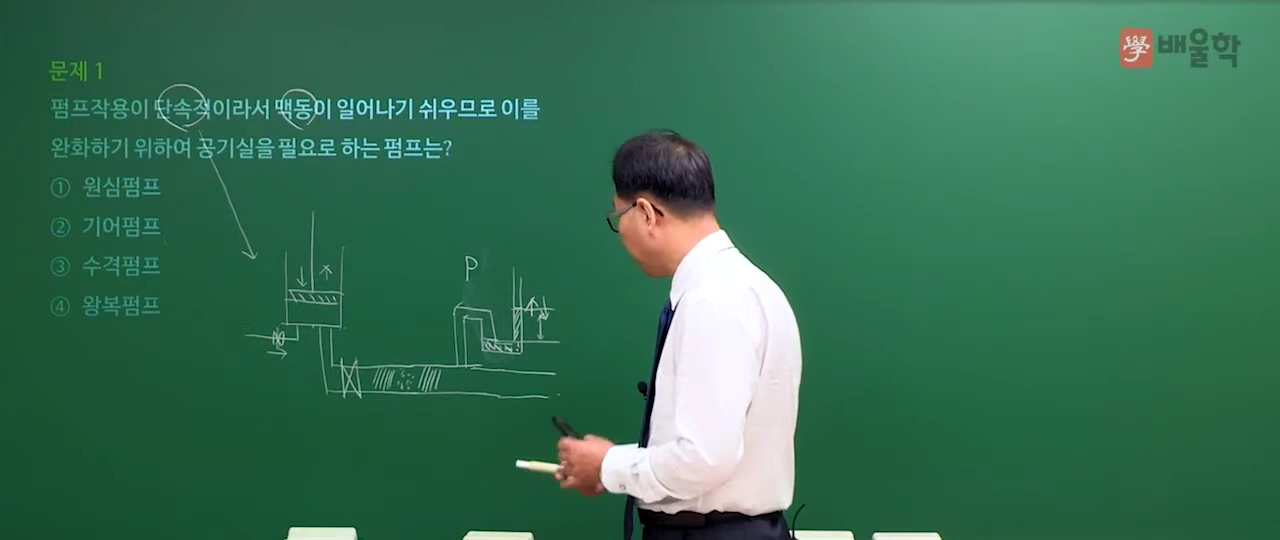 學 배울학
문제 1
펌프작용이 단속적이라서 맥동이 일어나기 쉬우므로 이를
완화하기 위하여 공기실을 필요로 하는 펌프는?
① 원심펌프
② 기어펌프
③ 수격펌프
④ 왕복펌프
P